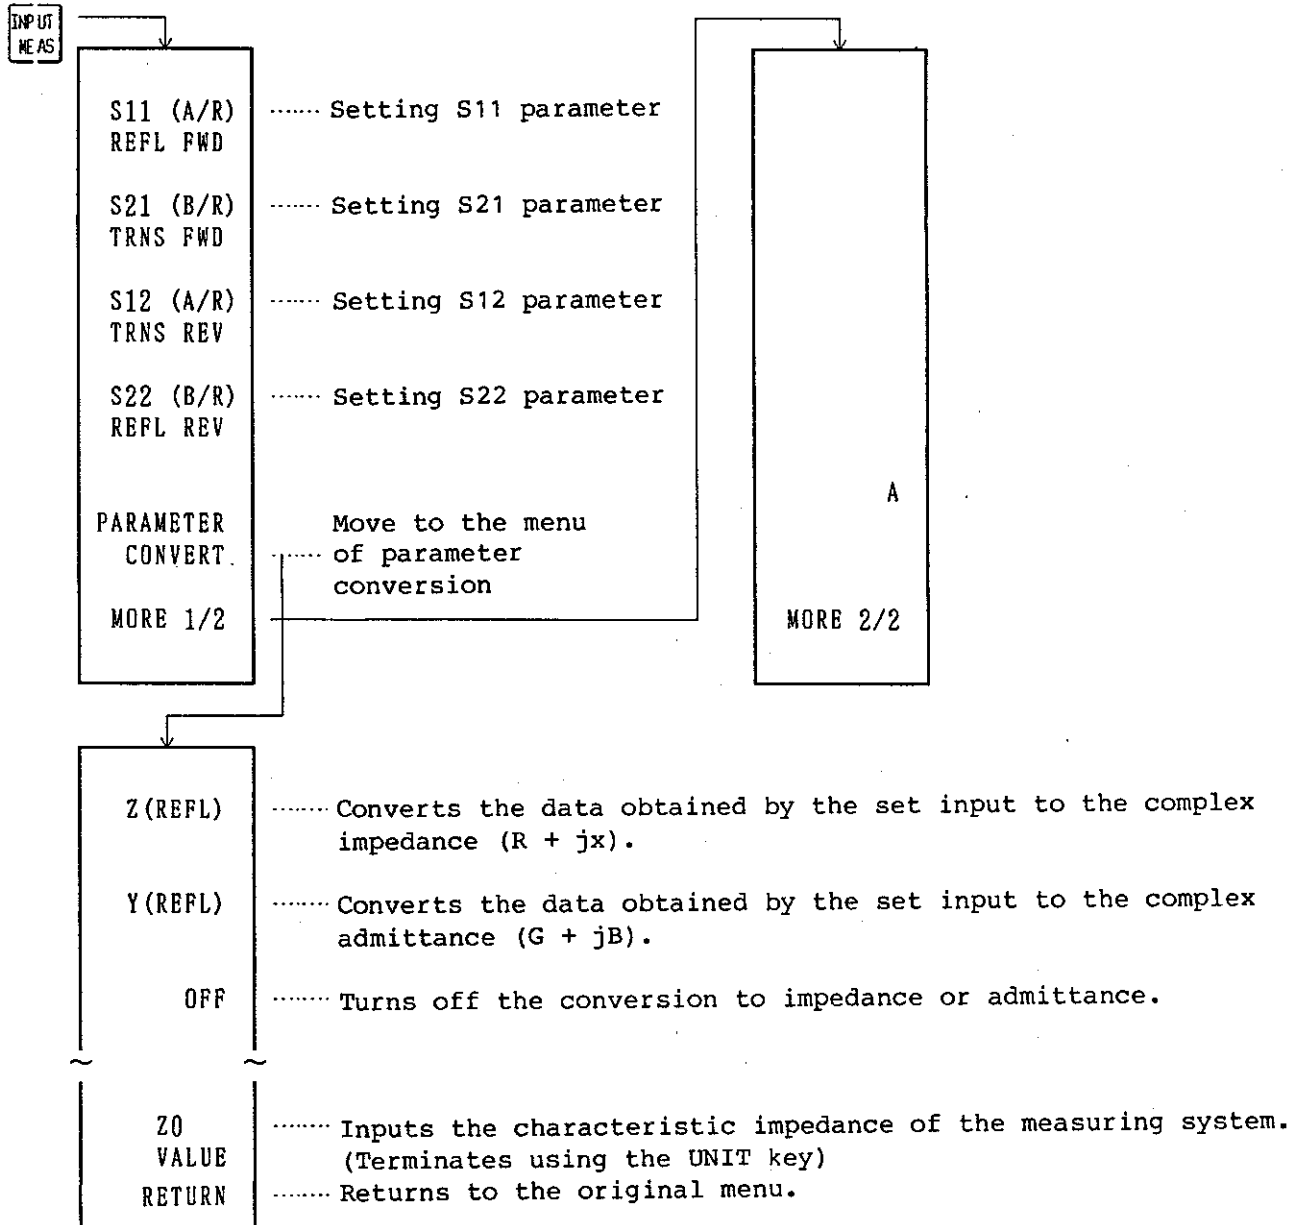 INPUT
MEAS
S11 (A/R) ....... Setting S11 parameter
REFL FWD
S21 (B/R) ....... Setting S21 parameter
TRNS FWD
S12 (A/R) ....... Setting S12 parameter
TRNS REV
S22 (B/R) ....... Setting S22 parameter
REFL REV
PARAMETER Move to the menu
CONVERT. ....... of parameter
conversion
MORE 1/2
A
MORE 2/2
Z(REFL) ........ Converts the data obtained by the set input to the complex
impedance (R + jx).
Y(REFL) ........ Converts the data obtained by the set input to the complex
admittance (G + jB).
OFF ........ Turns off the conversion to impedance or admittance.
~ ~
Z0 ........ Inputs the characteristic impedance of the measuring system.
VALUE (Terminates using the UNIT key)
RETURN ........ Returns to the original menu.